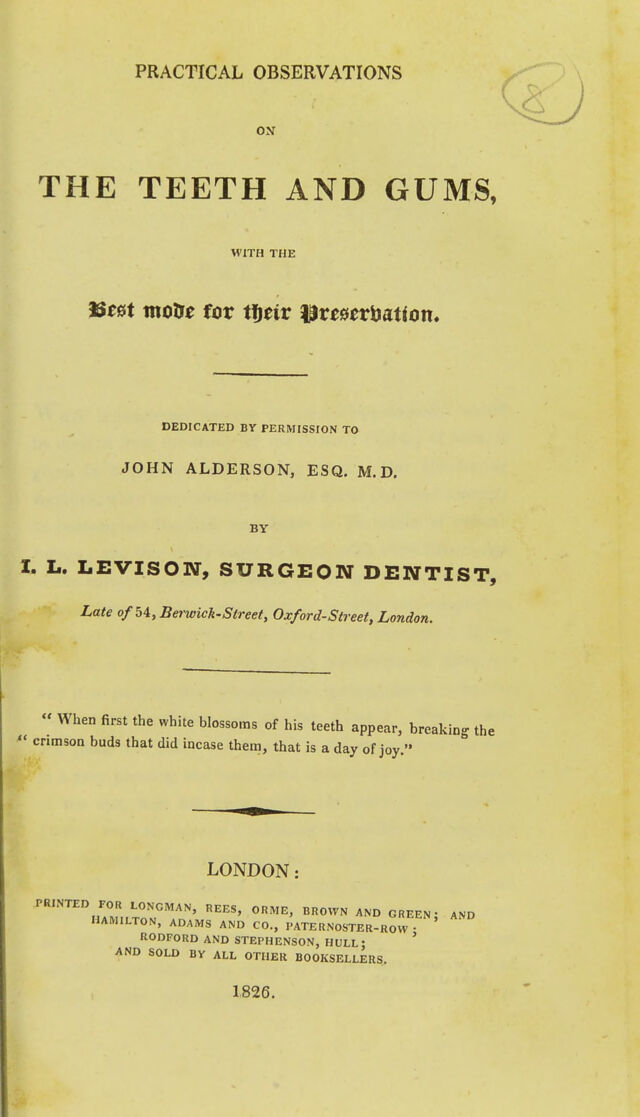 PRACTICAL OBSERVATIONS
8
ON
THE TEETH AND GUMS,
WITH THE
Best mode for their Preservation.
DEDICATED BY PERMISSION TO
JOHN ALDERSON, ESQ. M.D.
BY
I. L. LEVISON, SURGEON DENTIST,
Late of 54, Berwick-Street, Oxford-Street, London.
“ When first the white blossoms of his teeth appear, breaking the
“ crimson buds that did incase them, that is a day of joy.”
LONDON:
PRINTED FOR LONGMAN, REES, ORME, BROWN AND GREEN; AND
HAMILTON, ADAMS AND CO., PATERNOSTER-ROW;
RODFORD AND STEPHENSON, HULL;
AND SOLD BY ALL OTHER BOOKSELLERS.
1826.